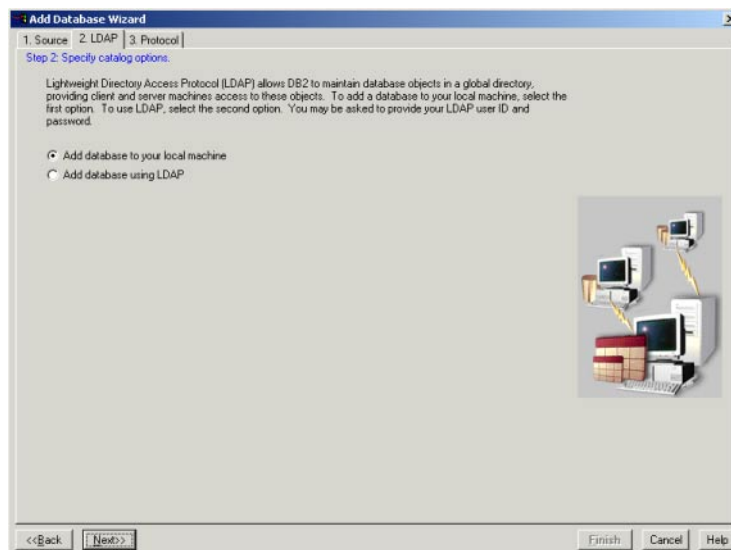 Add Database Wizard
1. Source 2. LDAP 3. Protocol
Step 2: Specify catalog options.
Lightweight Directory Access Protocol (LDAP) allows DB2 to maintain database objects in a global directory,
providing client and server machines access to these objects. To add a database to your local machine, select the
first option. To use LDAP, select the second option. You may be asked to provide your LDAP user ID and
password.
Add database to your local machine
Add database using LDAP
<<Back Next>> Finish Cancel Help